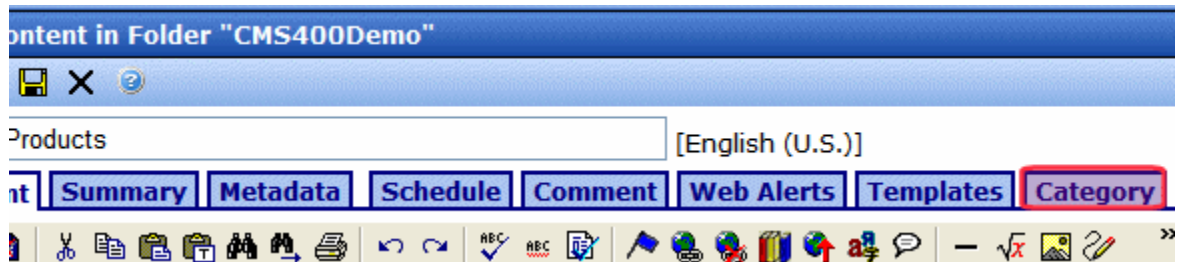 ontent in Folder "CMS400Demo"
Products [English (U.S.)]
nt Summary Metadata Schedule Comment Web Alerts Templates Category